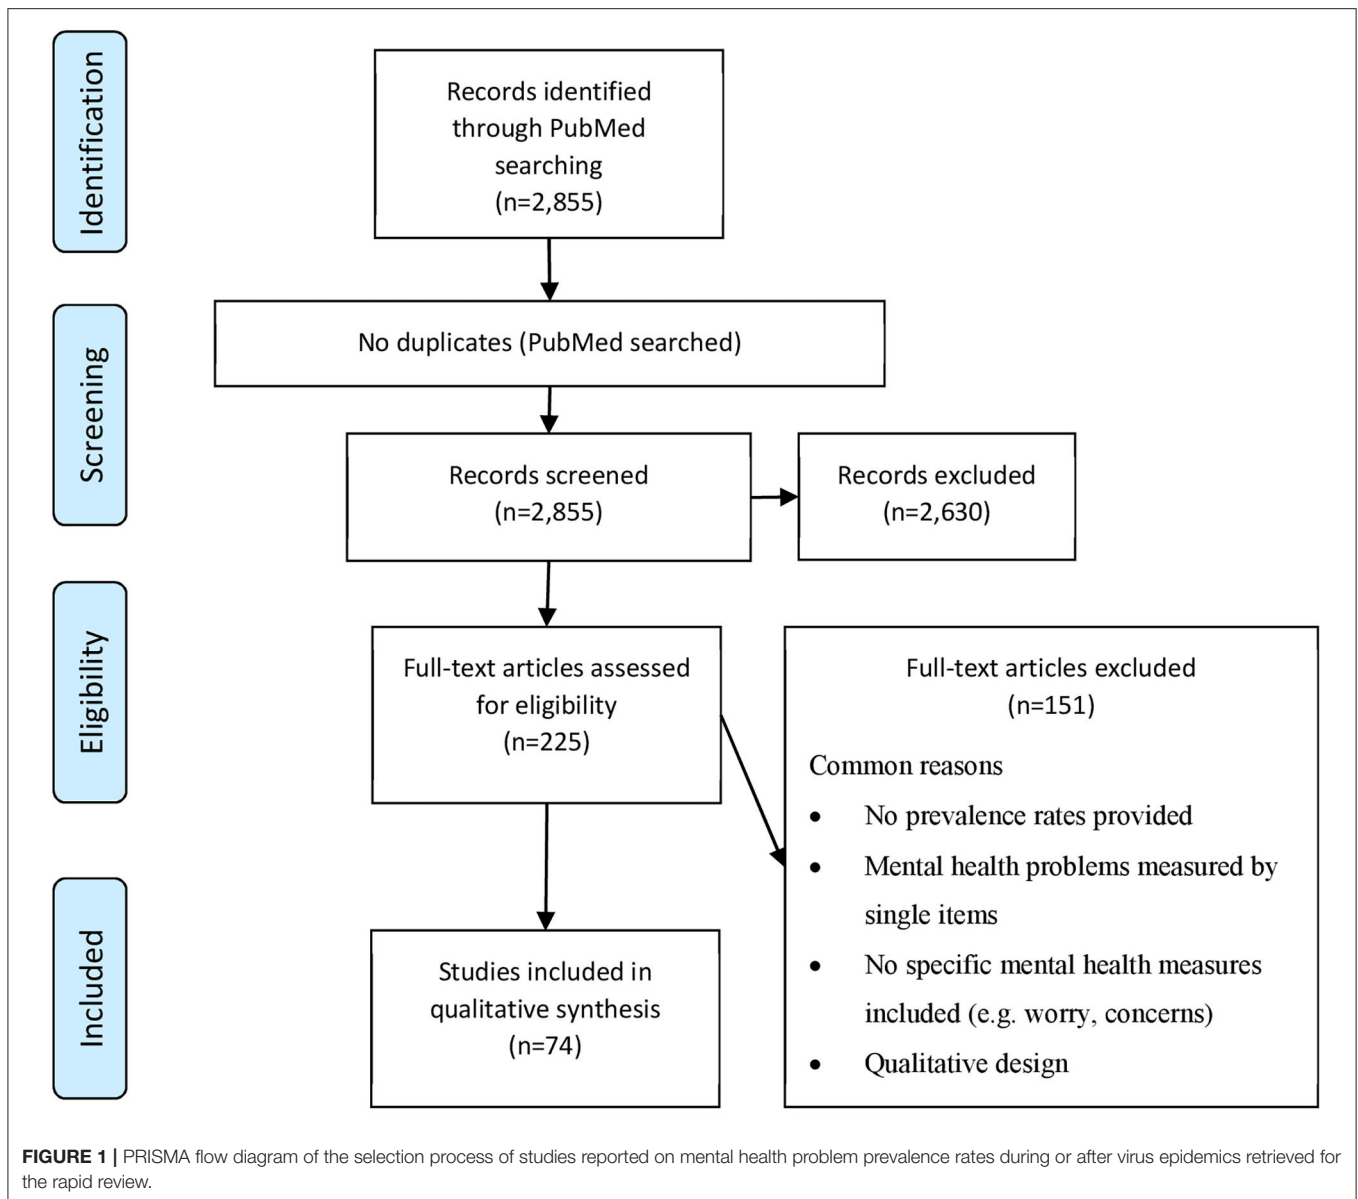 Identification
Records identified
through PubMed
searching
(n=2,855)
Screening
No duplicates (PubMed searched)
Records screened
(n=2,855)
Records excluded
(n=2,630)
Eligibility
Full-text articles assessed
for eligibility
(n=225)
Full-text articles excluded
(n=151)
Common reasons
• No prevalence rates provided
• Mental health problems measured by
single items
• No specific mental health measures
included (e.g. worry, concerns)
• Qualitative design
Included
Studies included in
qualitative synthesis
(n=74)
FIGURE 1 | PRISMA flow diagram of the selection process of studies reported on mental health problem prevalence rates during or after virus epidemics retrieved for
the rapid review.